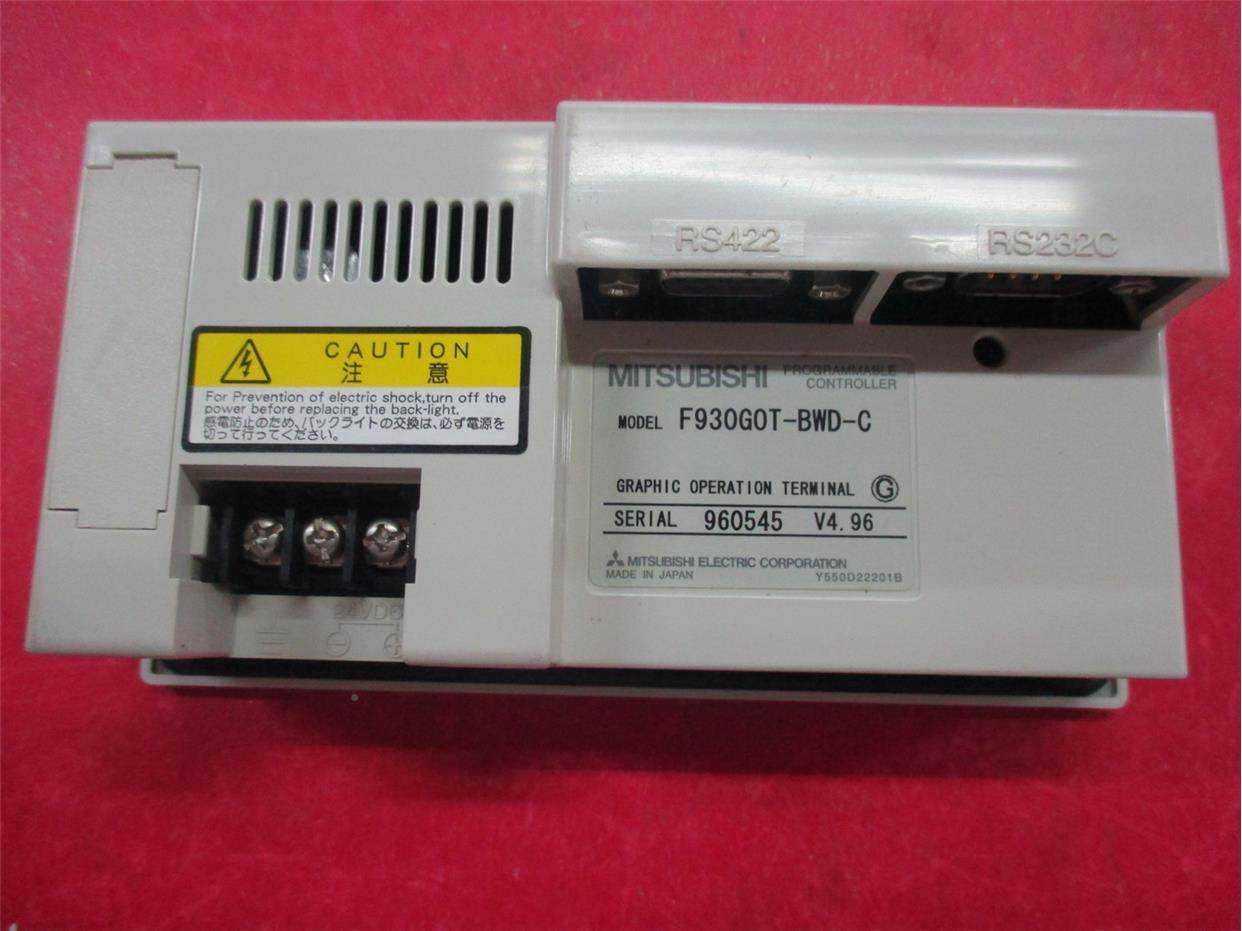 RS422
RS232C
CAUTION
注 意
For Prevention of electric shock,turn off the
power before replacing the back-light.
感電防止のため、バックライトの交換は、必ず電源を
切って行ってください。
MITSUBISHI PROGRAMMABLE
CONTROLLER
MODEL F930GOT-BWD-C
GRAPHIC OPERATION TERMINAL G
SERIAL 960545 V4.96
MITSUBISHI ELECTRIC CORPORATION
MADE IN JAPAN Y550D22201B